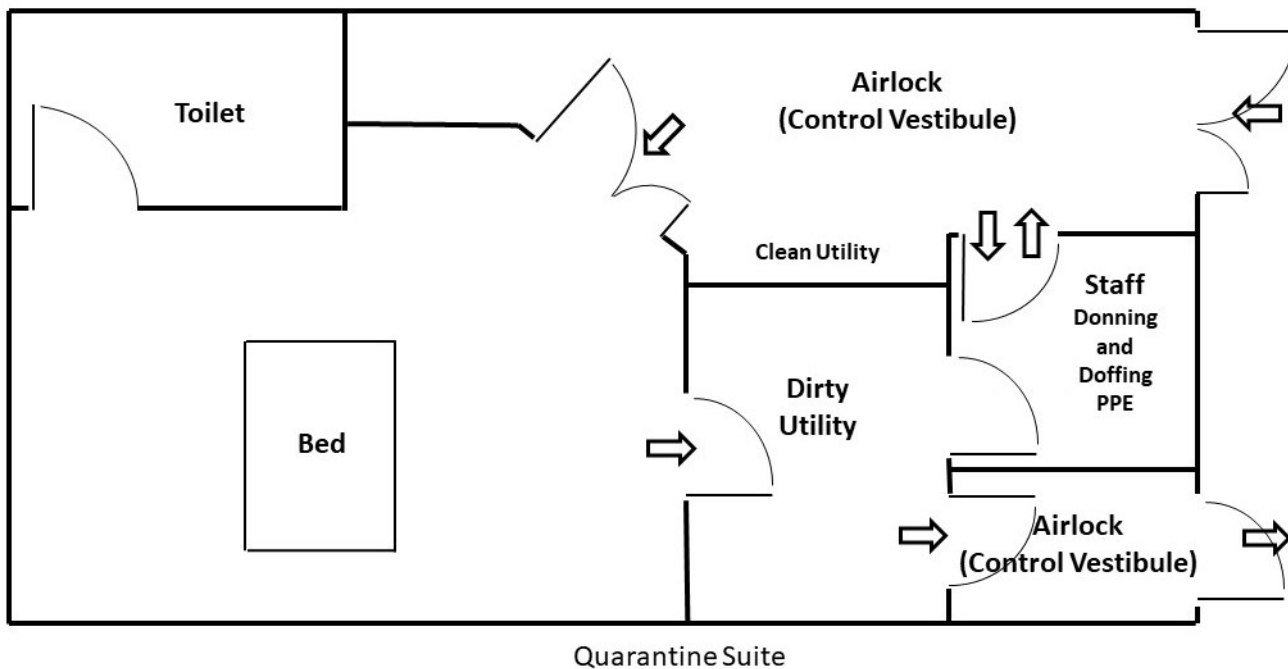 Toilet
Airlock
(Control Vestibule)
Clean Utility
Staff
Donning
and
Doffing
PPE
Dirty
Utility
Bed
Airlock
(Control Vestibule)
Quarantine Suite